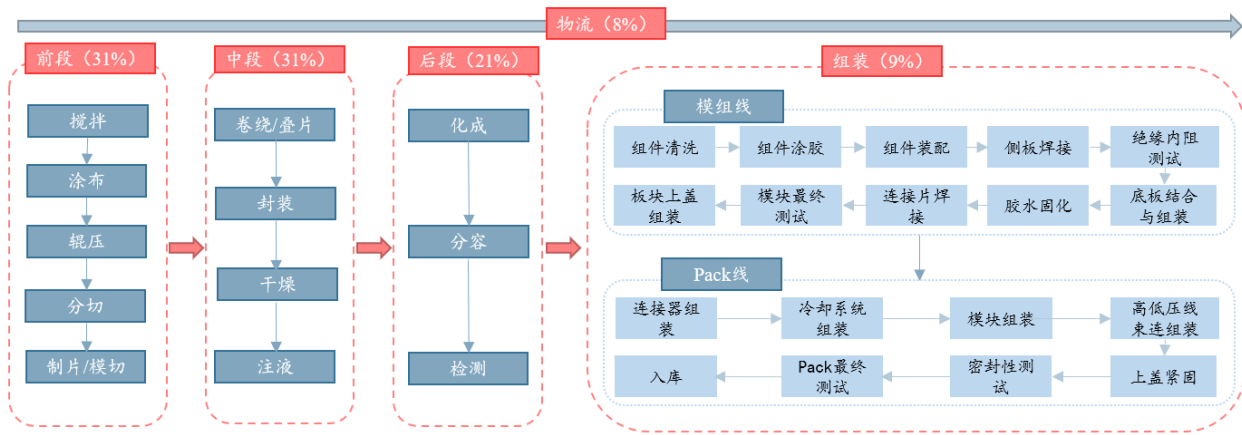 物流（8%）
前段（31%）
搅拌
涂布
辊压
分切
制片/模切
中段（31%）
卷绕/叠片
封装
干燥
注液
后段（21%）
化成
分容
检测
组装（9%）
模组线
组件清洗
组件涂胶
组件装配
侧板焊接
绝缘内阻
测试
底板结合
与组装
胶水固化
连接片焊
接
模块最终
测试
板块上盖
组装
Pack线
连接器组
装
冷却系统
组装
模块组装
高低压线
束连组装
上盖紧固
密封性测
试
Pack最终
测试
入库